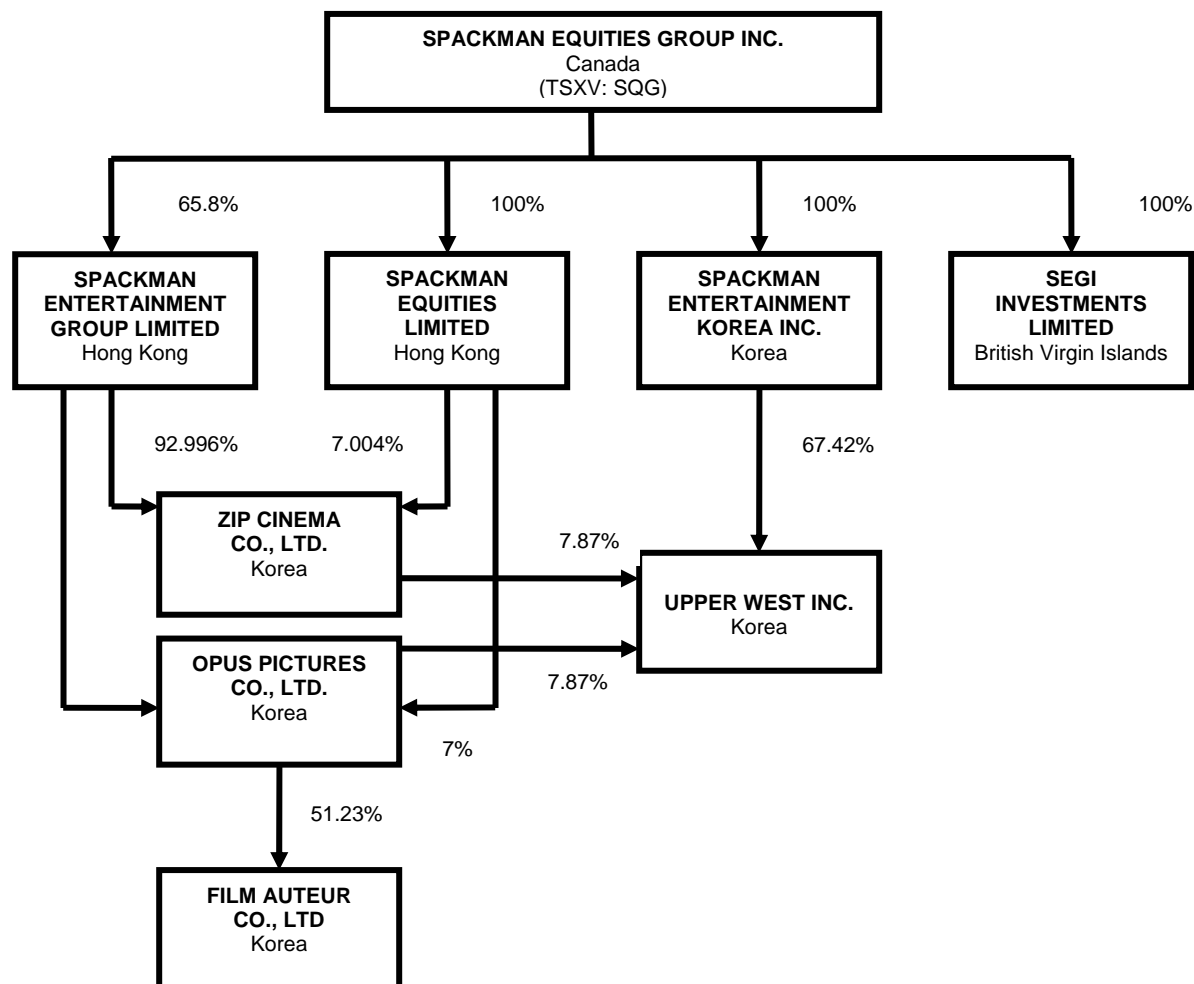 SPACKMAN EQUITIES GROUP INC.
Canada
(TSXV: SQG)
65.8%
100%
100%
100%
SPACKMAN
ENTERTAINMENT
GROUP LIMITED
Hong Kong
SPACKMAN
EQUITIES
LIMITED
Hong Kong
SPACKMAN
ENTERTAINMENT
KOREA INC.
Korea
SEGI
INVESTMENTS
LIMITED
British Virgin Islands
92.996%
7.004%
67.42%
ZIP CINEMA
CO., LTD.
Korea
7.87%
UPPER WEST INC.
Korea
OPUS PICTURES
CO., LTD.
Korea
7.87%
7%
51.23%
FILM AUTEUR
CO., LTD
Korea